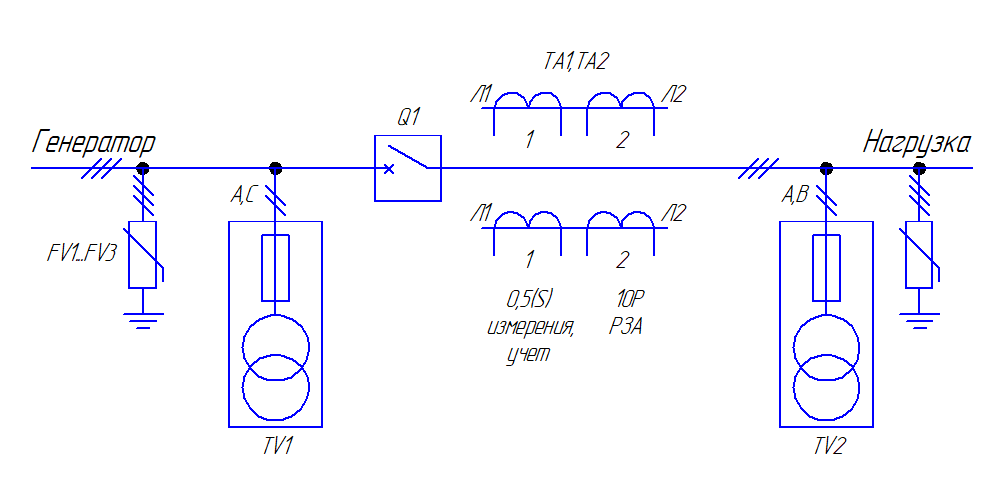 ТА1,ТА2
Л1
Л2
1
2
Q1
Генератор
Нагрузка
А,С
А,В
FV1...FV3
Л1
Л2
1
2
0,5(S)
измерения,
учет
10Р
РЗА
TV1
TV2